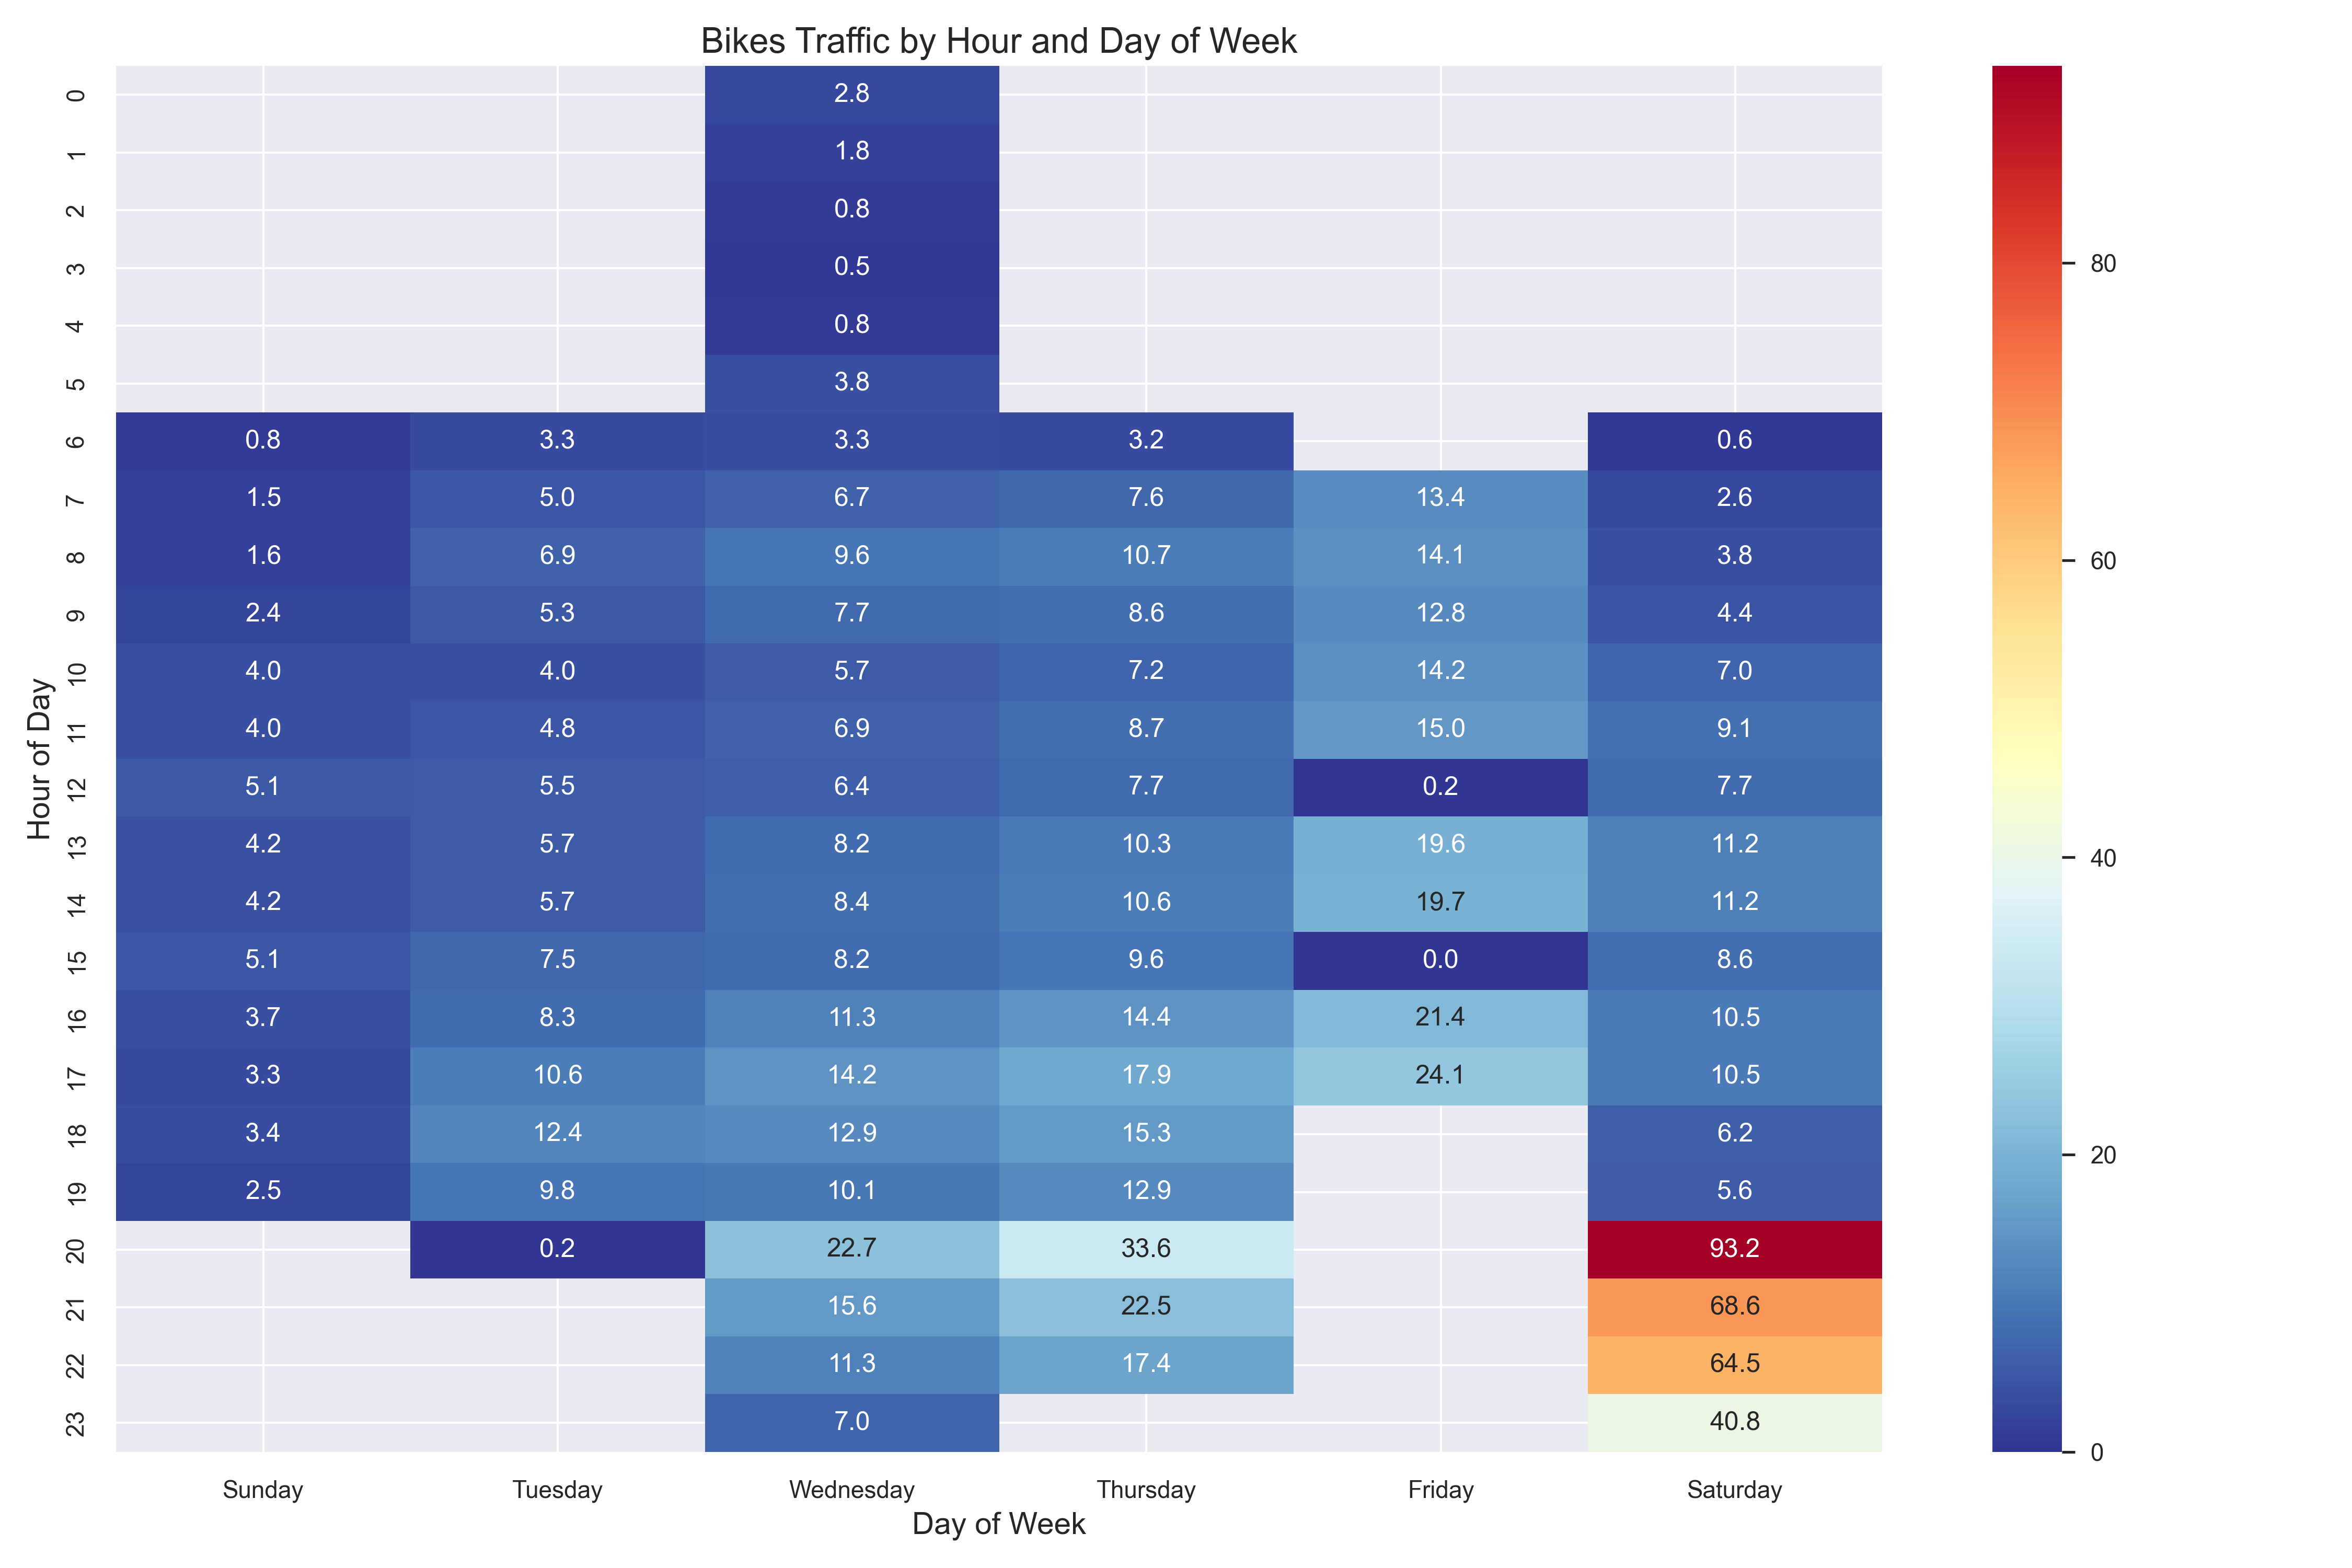 Bikes Traffic by Hour and Day of Week
0 2.8
1 1.8
2 0.8
3 0.5
4 0.8
5 3.8
6 0.8 3.3 3.3 3.2 0.6
7 1.5 5.0 6.7 7.6 13.4 2.6
8 1.6 6.9 9.6 10.7 14.1 3.8
9 2.4 5.3 7.7 8.6 12.8 4.4
10 4.0 4.0 5.7 7.2 14.2 7.0
11 4.0 4.8 6.9 8.7 15.0 9.1
12 5.1 5.5 6.4 7.7 0.2 7.7
13 4.2 5.7 8.2 10.3 19.6 11.2
14 4.2 5.7 8.4 10.6 19.7 11.2
15 5.1 7.5 8.2 9.6 0.0 8.6
16 3.7 8.3 11.3 14.4 21.4 10.5
17 3.3 10.6 14.2 17.9 24.1 10.5
18 3.4 12.4 12.9 15.3 6.2
19 2.5 9.8 10.1 12.9 5.6
20 0.2 22.7 33.6 93.2
21 15.6 22.5 68.6
22 11.3 17.4 64.5
23 7.0 40.8
Hour of Day
Sunday Tuesday Wednesday Thursday Friday Saturday
Day of Week
80
60
40
20
0